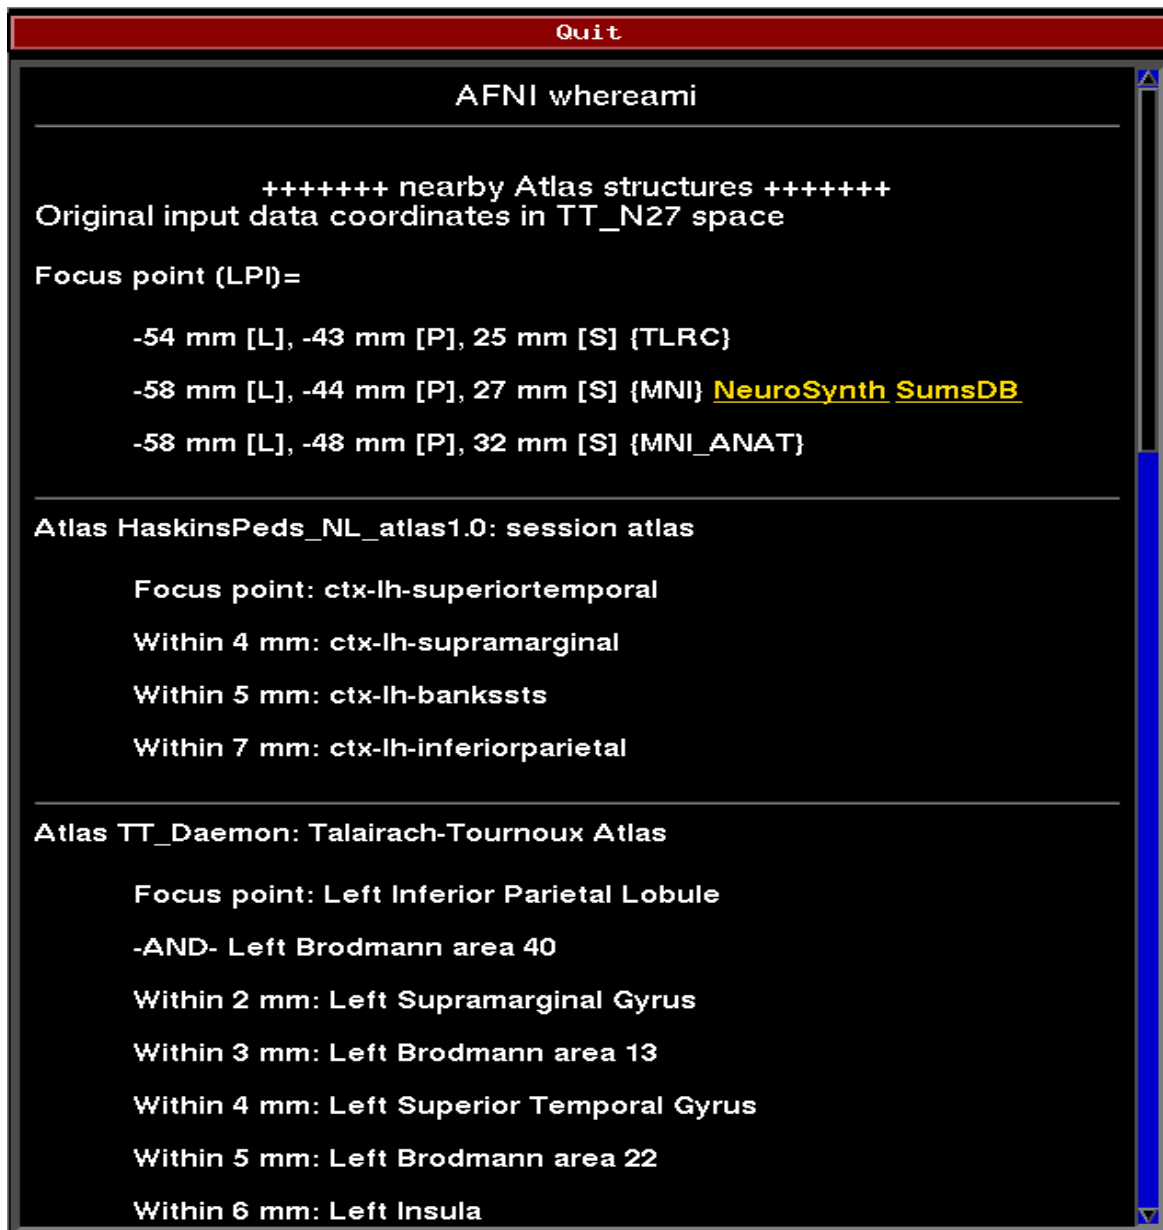 Quit
AFNI whereami
+++++++ nearby Atlas structures +++++++
Original input data coordinates in TT_N27 space
Focus point (LPI)=
-54 mm [L], -43 mm [P], 25 mm [S] {TLRC}
-58 mm [L], -44 mm [P], 27 mm [S] {MNI} NeuroSynth SumsDB
-58 mm [L], -48 mm [P], 32 mm [S] {MNI_ANAT}
Atlas HaskinsPeds_NL_atlas1.0: session atlas
Focus point: ctx-lh-superiortemporal
Within 4 mm: ctx-lh-supramarginal
Within 5 mm: ctx-lh-bankssts
Within 7 mm: ctx-lh-inferiorparietal
Atlas TT_Daemon: Talairach-Tournoux Atlas
Focus point: Left Inferior Parietal Lobule
-AND- Left Brodmann area 40
Within 2 mm: Left Supramarginal Gyrus
Within 3 mm: Left Brodmann area 13
Within 4 mm: Left Superior Temporal Gyrus
Within 5 mm: Left Brodmann area 22
Within 6 mm: Left Insula